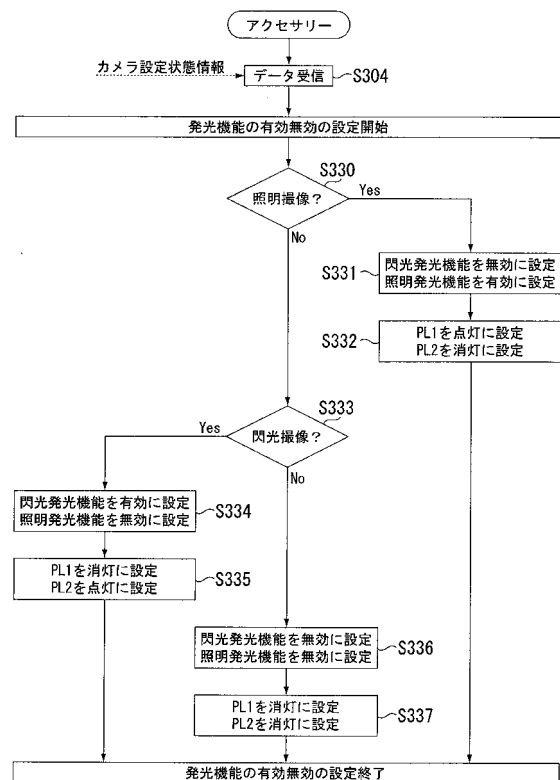 アクセサリー
カメラ設定状態情報
データ受信
S304
発光機能の有効無効の設定開始
S330
照明撮像？
Yes
No
S331
閃光発光機能を無効に設定
照明発光機能を有効に設定
S332
PL1を点灯に設定
PL2を消灯に設定
S333
閃光撮像？
Yes
No
閃光発光機能を有効に設定
照明発光機能を無効に設定
S334
PL1を消灯に設定
PL2を点灯に設定
S335
閃光発光機能を無効に設定
照明発光機能を無効に設定
S336
PL1を消灯に設定
PL2を消灯に設定
S337
発光機能の有効無効の設定終了